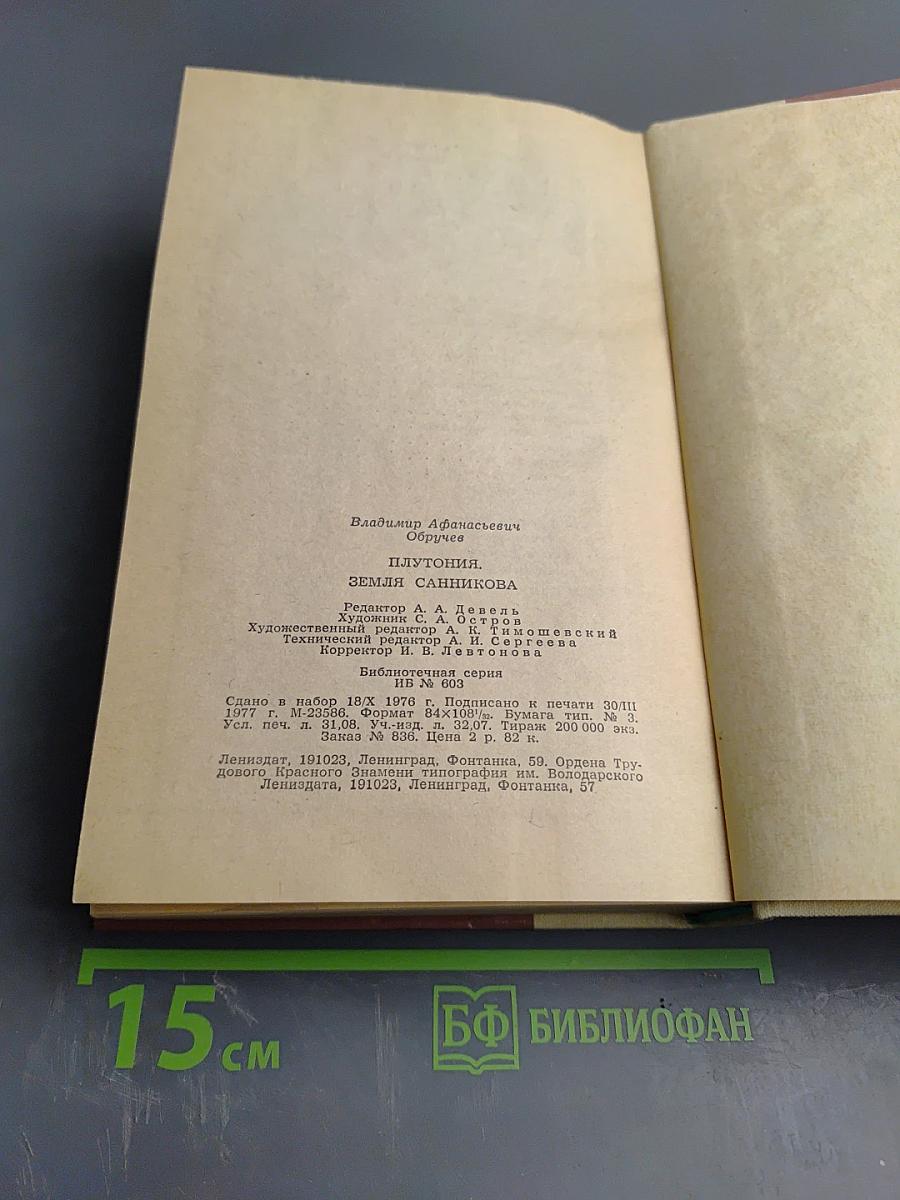 Владимир Афанасьевич
Обручев
ПЛУТОНИЯ.
ЗЕМЛЯ САННИКОВА
Редактор А. А. Девель
Художник С. А. Остров
Художественный редактор А. К. Тимошевский
Технический редактор А. И. Сергеева
Корректор И. В. Левтонова
Библиотечная серия
ИБ № 603
Сдано в набор 18/X 1976 г. Подписано к печати 30/III
1977 г. М-23586. Формат 84×108¹/₃₂. Бумага тип. № 3.
Усл. печ. л. 31,08. Уч.-изд. л. 32,07. Тираж 200 000 экз.
Заказ № 836. Цена 2 р. 82 к.
Лениздат, 191023, Ленинград, Фонтанка, 59. Ордена Тру-
дового Красного Знамени типография им. Володарского
Лениздата, 191023, Ленинград, Фонтанка, 57
15 см
БФ БИБЛИОФАН